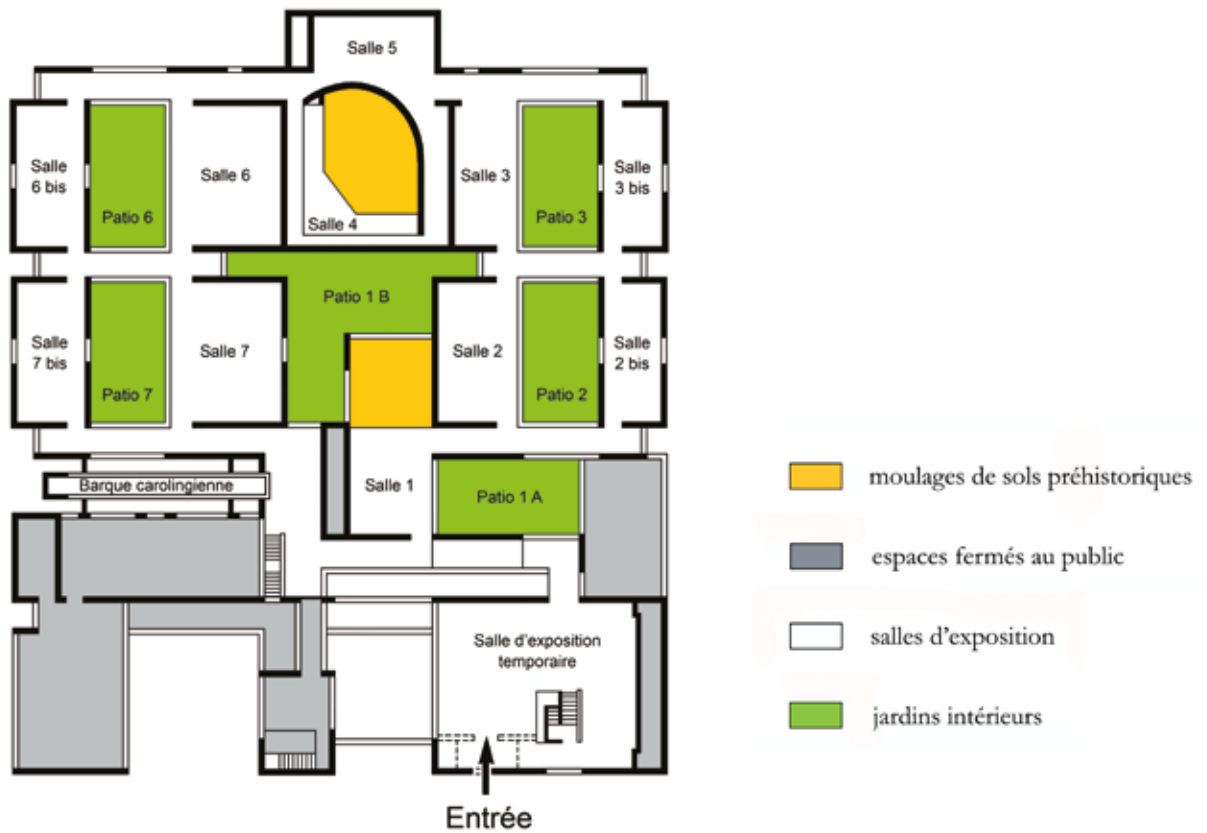 Salle 5
Salle
6 bis
Patio 6
Salle 6
Salle 4
Salle 3
Patio 3
Salle
3 bis
Patio 1 B
Salle
7 bis
Patio 7
Salle 7
Salle 2
Patio 2
Salle
2 bis
Barque carolingienne
Salle 1
Patio 1 A
Salle d'exposition
temporaire
Entrée
moulages de sols préhistoriques
espaces fermés au public
salles d'exposition
jardins intérieurs